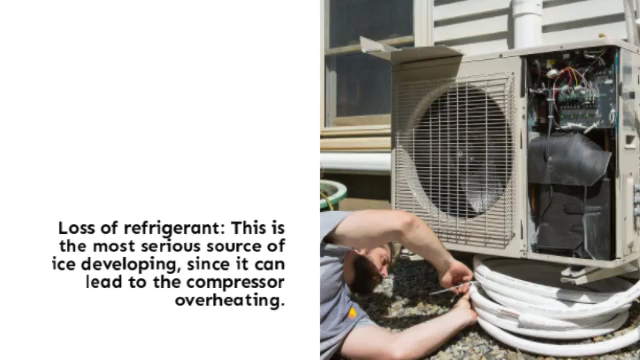 Loss of refrigerant: This is
the most serious source of
ice developing, since it can
lead to the compressor
overheating.